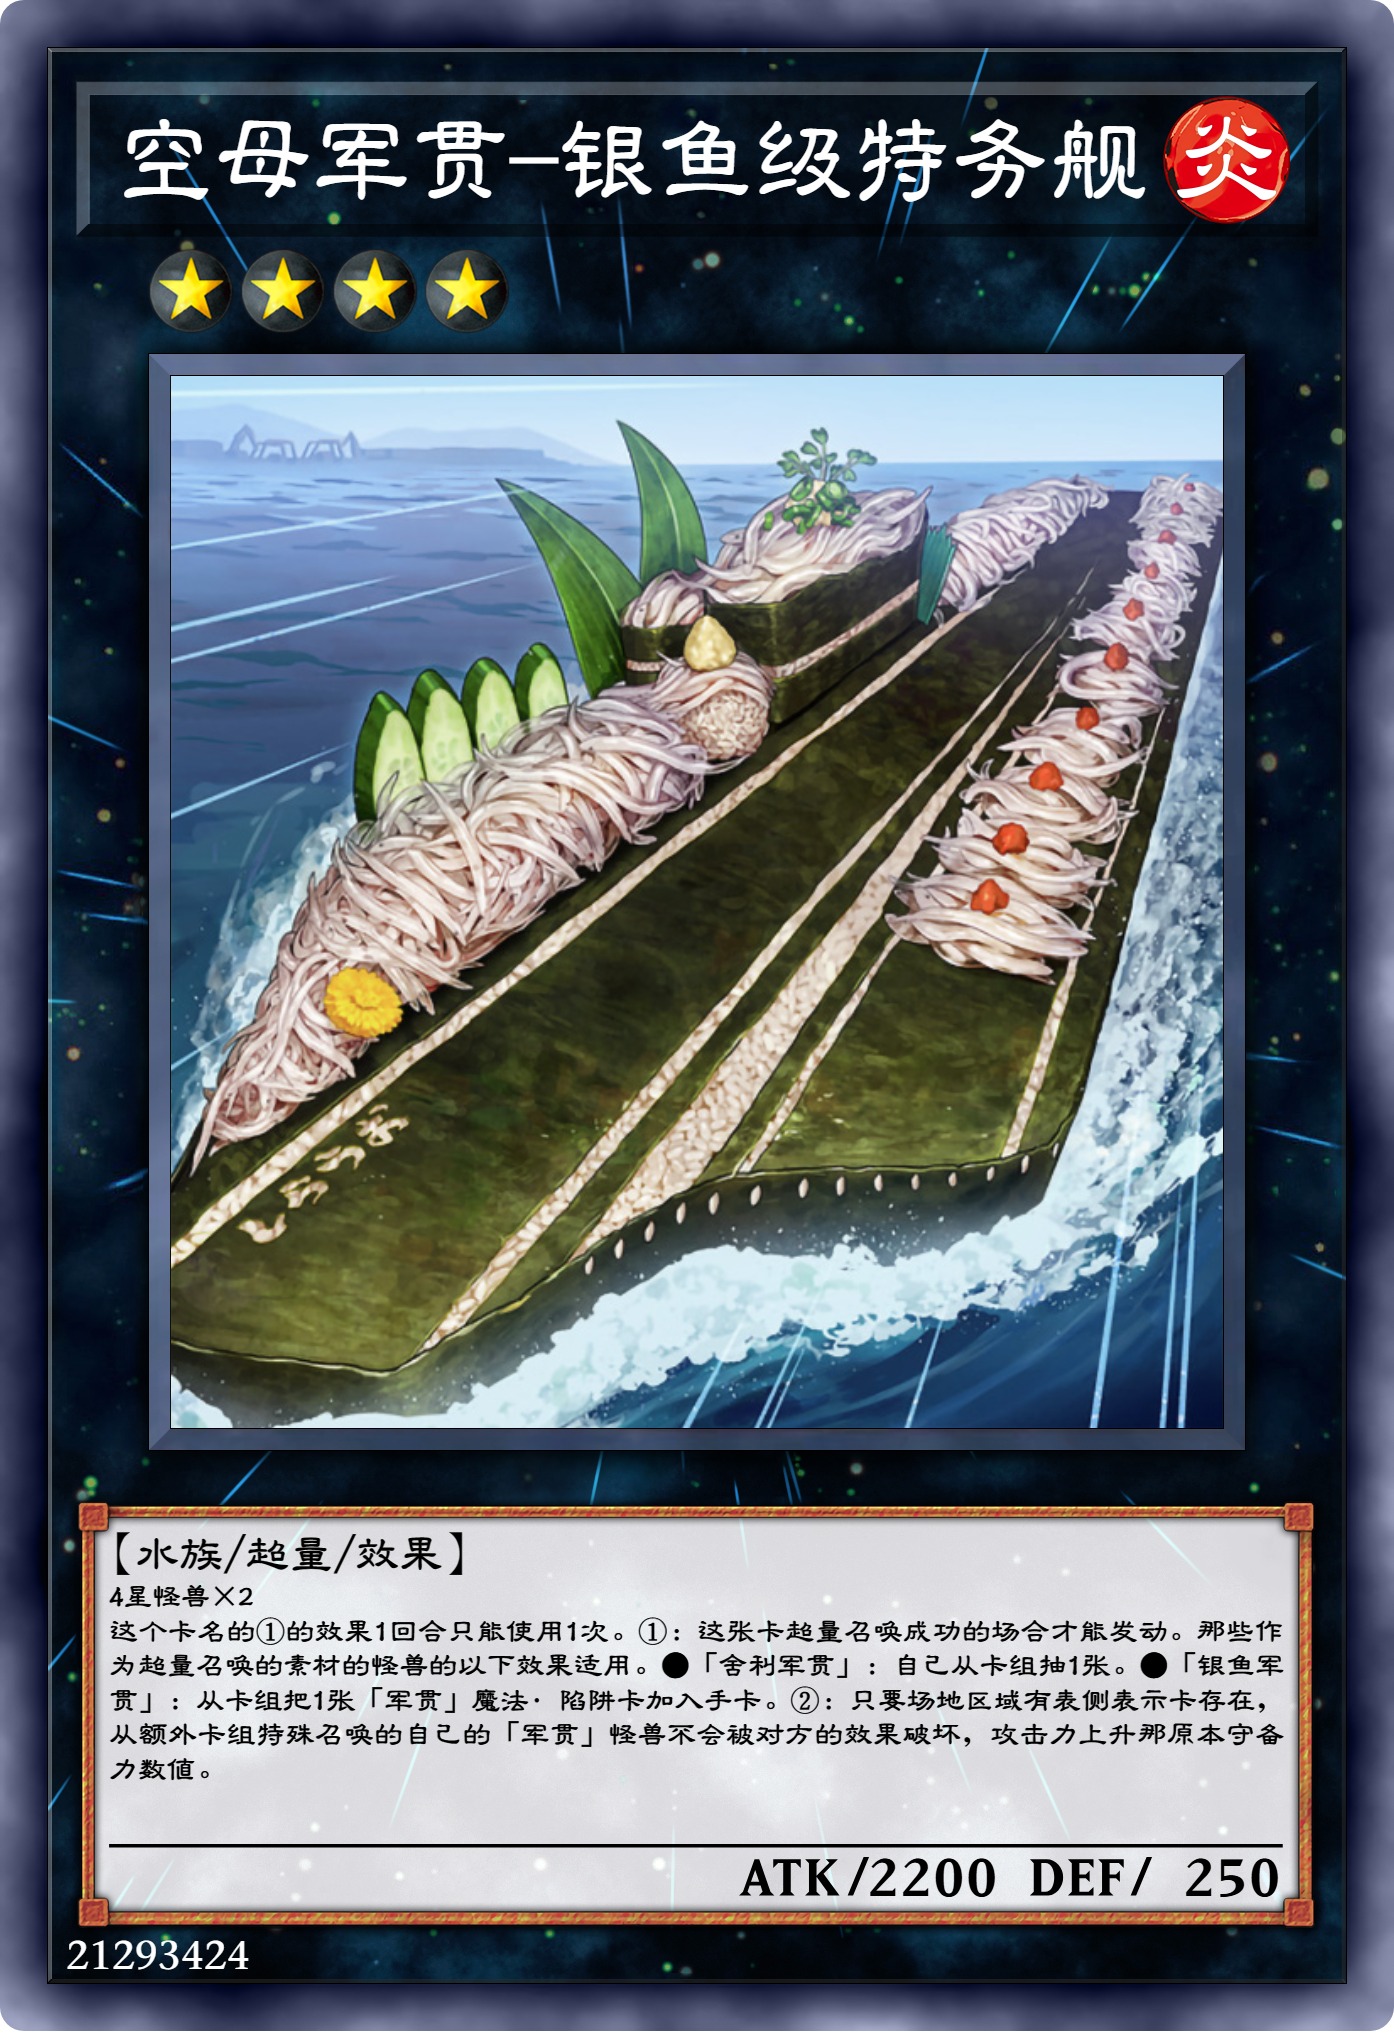 空母军贯-银鱼级特务舰 炎
【水族/超量/效果】
4星怪兽×2
这个卡名的①的效果1回合只能使用1次。①：这张卡超量召唤成功的场合才能发动。那些作
为超量召唤的素材的怪兽的以下效果适用。●「舍利军贯」：自己从卡组抽1张。●「银鱼军
贯」：从卡组把1张「军贯」魔法·陷阱卡加入手卡。②：只要场地区域有表侧表示卡存在，
从额外卡组特殊召唤的自己的「军贯」怪兽不会被对方的效果破坏，攻击力上升那原本守备
力数值。
ATK/2200 DEF/ 250
21293424